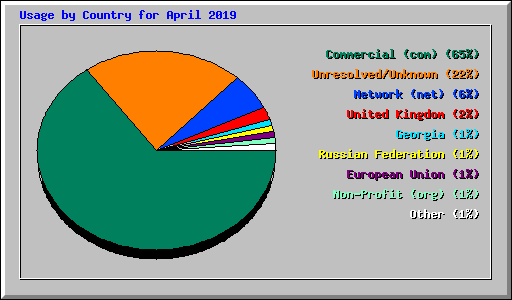 Usage by Country for April 2019
Commercial (com) (65%)
Unresolved/Unknown (22%)
Network (net) (6%)
United Kingdom (2%)
Georgia (1%)
Russian Federation (1%)
European Union (1%)
Non-Profit (org) (1%)
Other (1%)